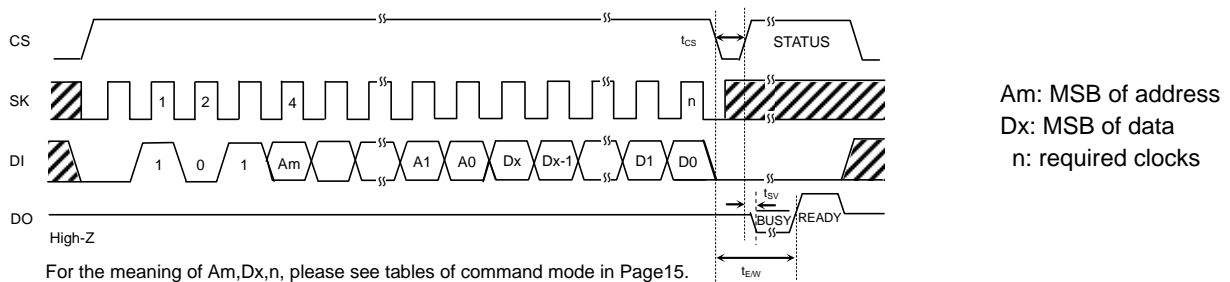 CS
tCS
STATUS
SK
1
2
4
n
DI
1
0
1
Am
A1
A0
Dx
Dx-1
D1
D0
tSV
DO
BUSY
READY
High-Z
tE/W
For the meaning of Am,Dx,n, please see tables of command mode in Page15.
Am: MSB of address
Dx: MSB of data
n: required clocks